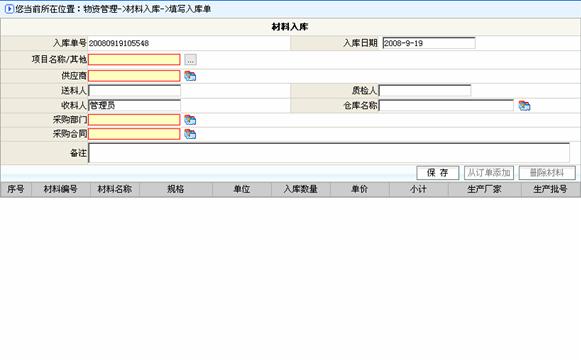 您当前所在位置：物资管理->材料入库->填写入库单
材料入库
入库单号 20080919105548 入库日期 2008-9-19
项目名称/其他 ...
供应商
送料人 质检人
收料人 管理员 仓库名称
采购部门
采购合同
备注
保 存 从订单添加 删除材料
序号 材料编号 材料名称 规格 单位 入库数量 单价 小计 生产厂家 生产批号